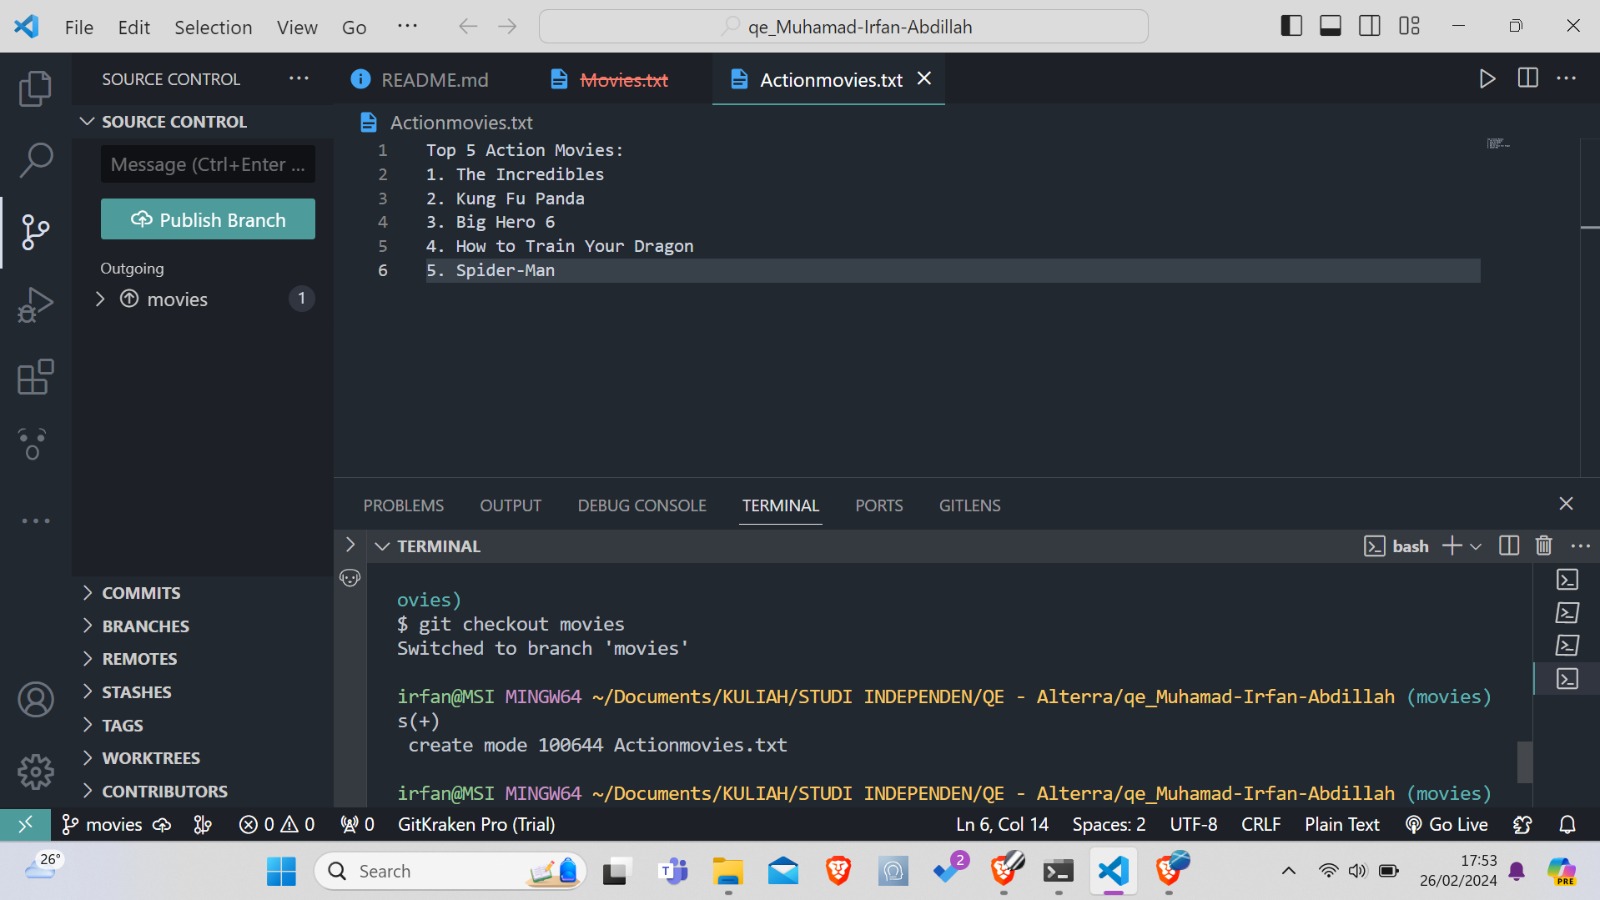 File Edit Selection View Go ··· qe_Muhamad-Irfan-Abdillah
SOURCE CONTROL ···
README.md Movies.txt Actionmovies.txt
SOURCE CONTROL
Message (Ctrl+Enter ...
Publish Branch
Outgoing
movies 1
COMMITS
BRANCHES
REMOTES
STASHES
TAGS
WORKTREES
CONTRIBUTORS
Actionmovies.txt
1 Top 5 Action Movies:
2 1. The Incredibles
3 2. Kung Fu Panda
4 3. Big Hero 6
5 4. How to Train Your Dragon
6 5. Spider-Man
PROBLEMS OUTPUT DEBUG CONSOLE TERMINAL PORTS GITLENS
TERMINAL bash
ovies)
$ git checkout movies
Switched to branch 'movies'
irfan@MSI MINGW64 ~/Documents/KULIAH/STUDI INDEPENDEN/QE - Alterra/qe_Muhamad-Irfan-Abdillah (movies)
s(+)
create mode 100644 Actionmovies.txt
irfan@MSI MINGW64 ~/Documents/KULIAH/STUDI INDEPENDEN/QE - Alterra/qe_Muhamad-Irfan-Abdillah (movies)
movies 0 0 0 GitKraken Pro (Trial) Ln 6, Col 14 Spaces: 2 UTF-8 CRLF Plain Text Go Live
26° Search 2 17:53
26/02/2024
PRE